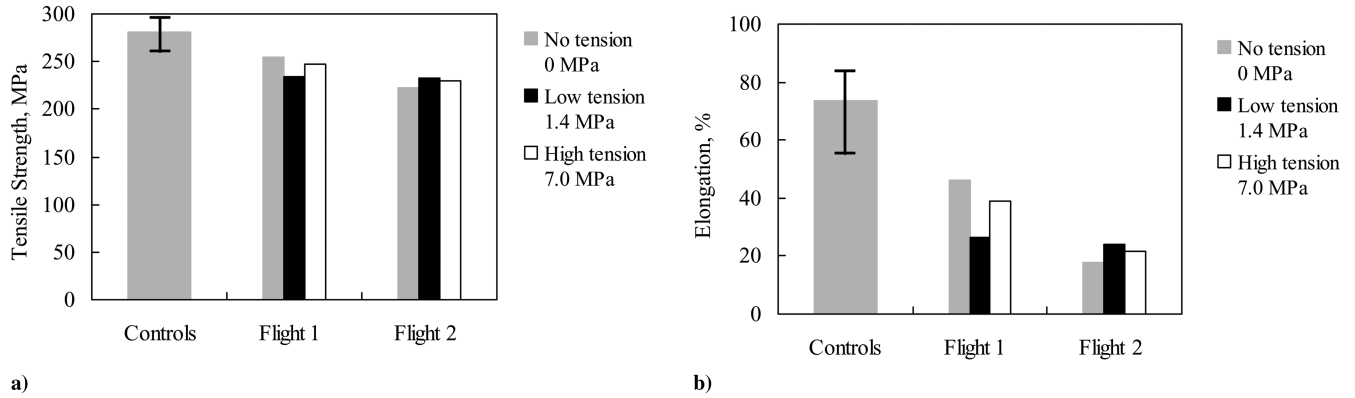 300
250
200
150
100
50
0
Tensile Strength, MPa
Controls
Flight 1
Flight 2
No tension
0 MPa
Low tension
1.4 MPa
High tension
7.0 MPa
a)
100
80
60
40
20
0
Elongation, %
Controls
Flight 1
Flight 2
No tension
0 MPa
Low tension
1.4 MPa
High tension
7.0 MPa
b)